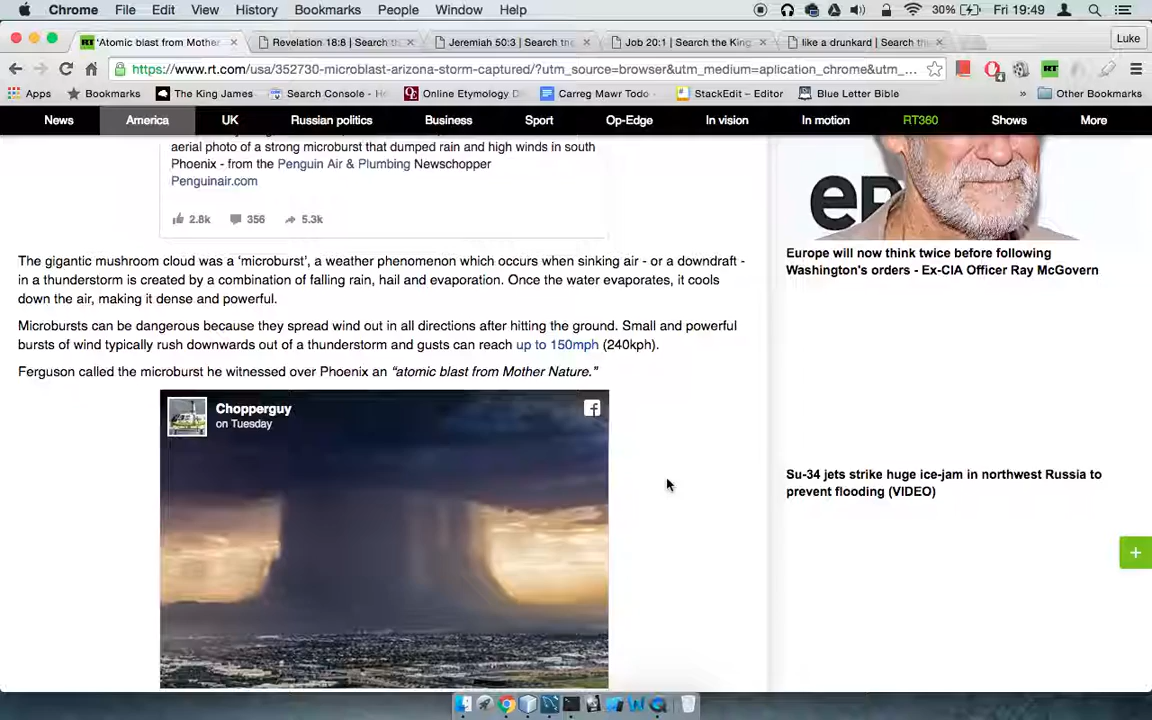 Chrome File Edit View History Bookmarks People Window Help 30% Fri 19:49
'Atomic blast from Mother Revelation 18:8 | Search th Jeremiah 50:3 | Search the Job 20:1 | Search the King like a drunkard | Search th Luke
https://www.rt.com/usa/352730-microblast-arizona-storm-captured/?utm_source=browser&utm_medium=aplication_chrome&utm_...
Apps Bookmarks The King James Search Console - Ho Online Etymology D Carreg Mawr Todo StackEdit – Editor Blue Letter Bible » Other Bookmarks
News America UK Russian politics Business Sport Op-Edge In vision In motion RT360 Shows More
aerial photo of a strong microburst that dumped rain and high winds in south
Phoenix - from the Penguin Air & Plumbing Newschopper
Penguinair.com
2.8k 356 5.3k
The gigantic mushroom cloud was a ‘microburst’, a weather phenomenon which occurs when sinking air - or a downdraft -
in a thunderstorm is created by a combination of falling rain, hail and evaporation. Once the water evaporates, it cools
down the air, making it dense and powerful.
Microbursts can be dangerous because they spread wind out in all directions after hitting the ground. Small and powerful
bursts of wind typically rush downwards out of a thunderstorm and gusts can reach up to 150mph (240kph).
Ferguson called the microburst he witnessed over Phoenix an “atomic blast from Mother Nature.”
Chopperguy
on Tuesday
Europe will now think twice before following
Washington's orders - Ex-CIA Officer Ray McGovern
Su-34 jets strike huge ice-jam in northwest Russia to
prevent flooding (VIDEO)